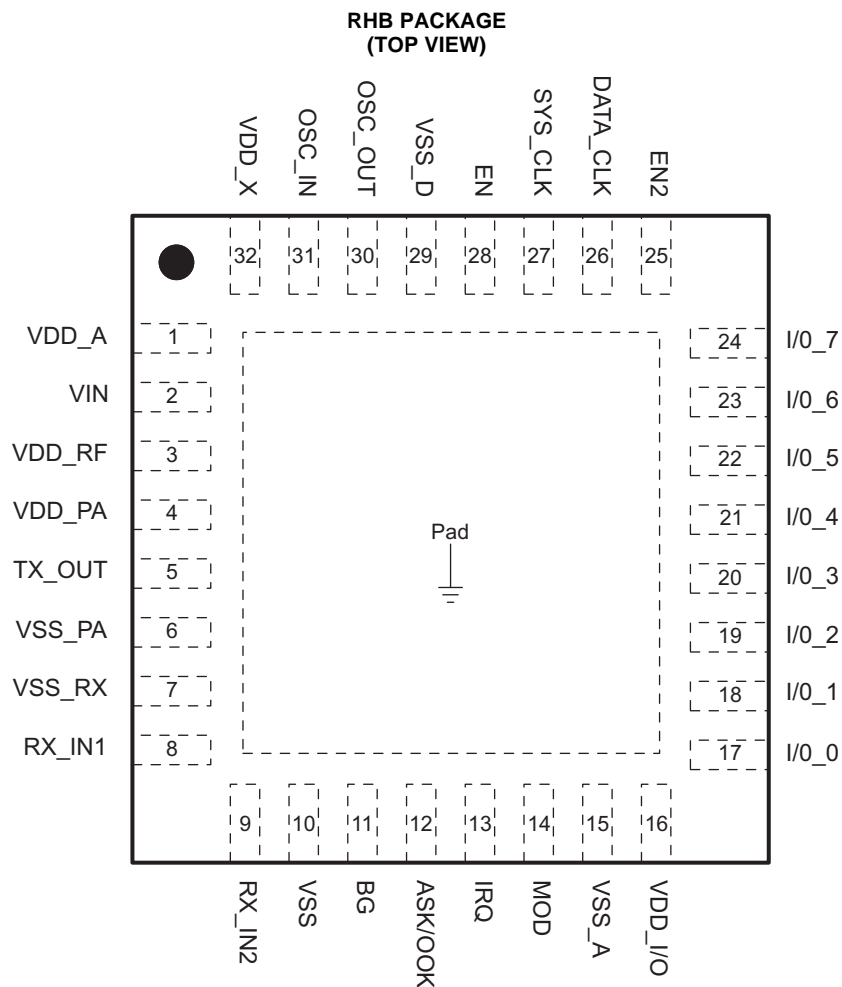 RHB PACKAGE
(TOP VIEW)
VDD_X
OSC_IN
OSC_OUT
VSS_D
EN
SYS_CLK
DATA_CLK
EN2
32
31
30
29
28
27
26
25
VDD_A
1
24
I/0_7
VIN
2
23
I/0_6
VDD_RF
3
22
I/0_5
VDD_PA
4
21
I/0_4
Pad
TX_OUT
5
20
I/0_3
VSS_PA
6
19
I/0_2
VSS_RX
7
18
I/0_1
RX_IN1
8
17
I/0_0
9
10
11
12
13
14
15
16
RX_IN2
VSS
BG
ASK/OOK
IRQ
MOD
VSS_A
VDD_I/O